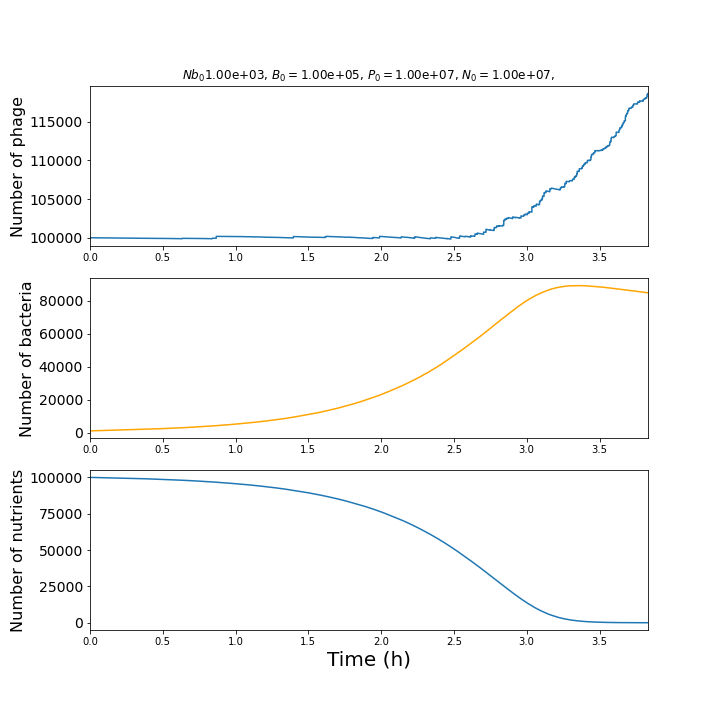 Nb₀1.00e+03, B₀ = 1.00e+05, P₀ = 1.00e+07, N₀ = 1.00e+07,
Number of phage
115000
110000
105000
100000
0.0 0.5 1.0 1.5 2.0 2.5 3.0 3.5
Number of bacteria
80000
60000
40000
20000
0
0.0 0.5 1.0 1.5 2.0 2.5 3.0 3.5
Number of nutrients
100000
75000
50000
25000
0
0.0 0.5 1.0 1.5 2.0 2.5 3.0 3.5
Time (h)